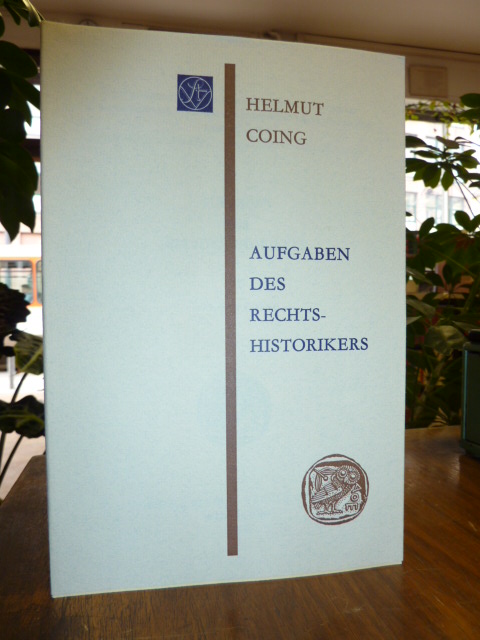 HELMUT
COING
AUFGABEN
DES
RECHTS-
HISTORIKERS